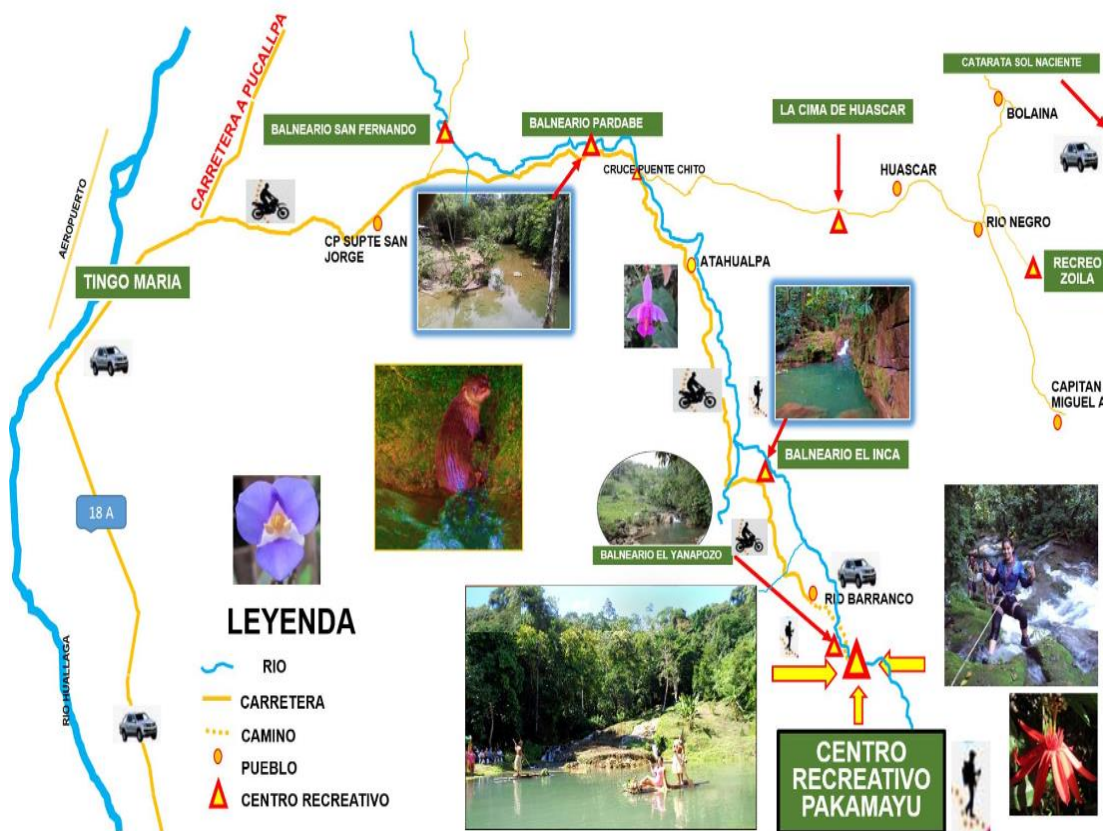 CARRETERA A PUCALLPA
AEROPUERTO
TINGO MARIA
CP SUPTE SAN
JORGE
BALNEARIO SAN FERNANDO
BALNEARIO PARDABE
CRUCE PUENTE CHITO
LA CIMA DE HUASCAR
HUASCAR
CATARATA SOL NACIENTE
BOLAINA
RIO NEGRO
RECREO
ZOILA
CAPITAN
MIGUEL A
ATAHUALPA
BALNEARIO EL INCA
BALNEARIO EL YANAPOZO
RIO BARRANCO
18 A
RIO HUALLAGA
LEYENDA
RIO
CARRETERA
CAMINO
PUEBLO
CENTRO RECREATIVO
CENTRO
RECREATIVO
PAKAMAYU